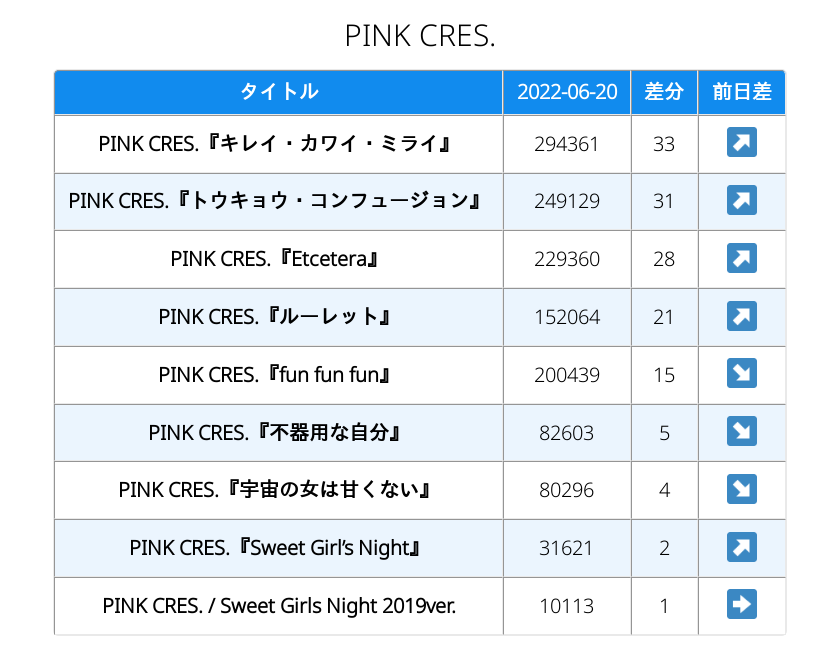 PINK CRES.
タイトル 2022-06-20 差分 前日差
PINK CRES.『キレイ・カワイ・ミライ』 294361 33 ↗
PINK CRES.『トウキョウ・コンフュージョン』 249129 31 ↗
PINK CRES.『Etcetera』 229360 28 ↗
PINK CRES.『ルーレット』 152064 21 ↗
PINK CRES.『fun fun fun』 200439 15 ↘
PINK CRES.『不器用な自分』 82603 5 ↘
PINK CRES.『宇宙の女は甘くない』 80296 4 ↘
PINK CRES.『Sweet Girl’s Night』 31621 2 ↗
PINK CRES. / Sweet Girls Night 2019ver. 10113 1 ➡